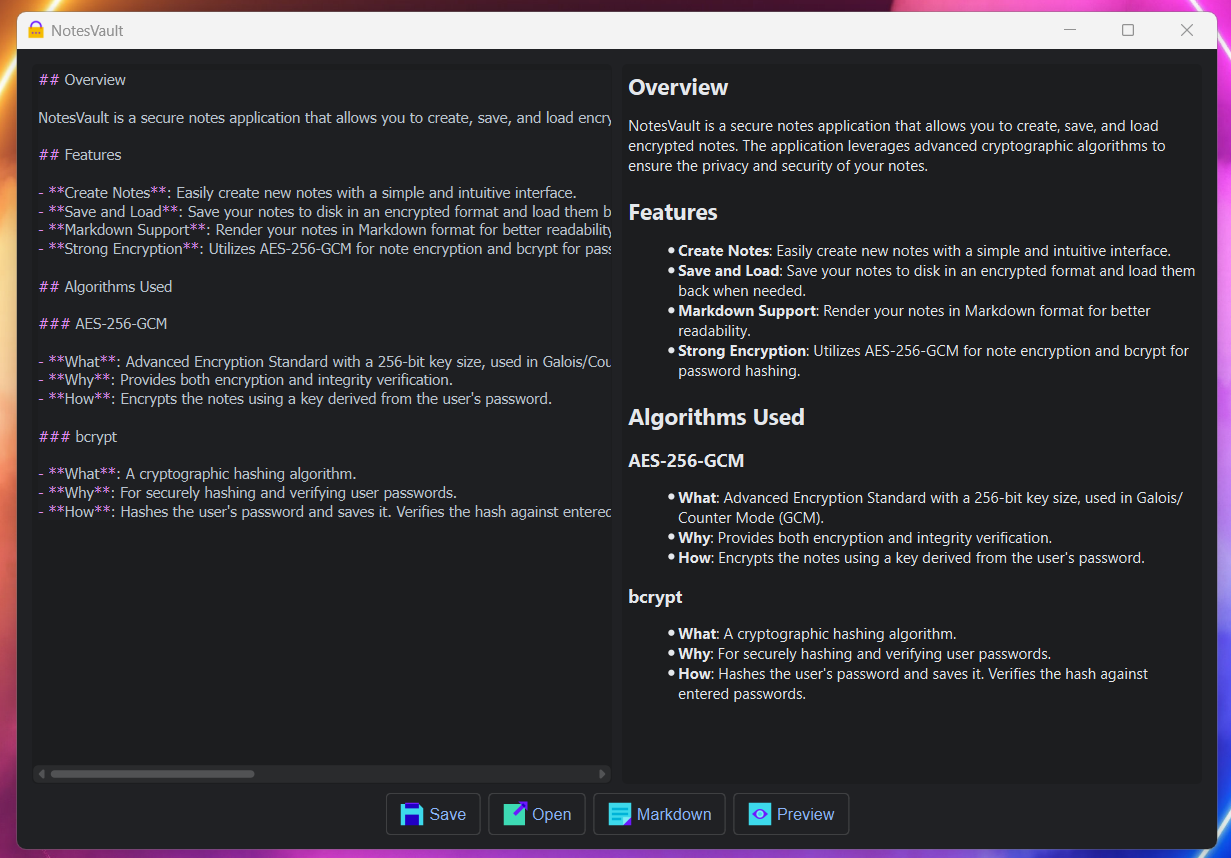 NotesVault
## Overview
NotesVault is a secure notes application that allows you to create, save, and load encry
## Features
- **Create Notes**: Easily create new notes with a simple and intuitive interface.
- **Save and Load**: Save your notes to disk in an encrypted format and load them b
- **Markdown Support**: Render your notes in Markdown format for better readability
- **Strong Encryption**: Utilizes AES-256-GCM for note encryption and bcrypt for pass
## Algorithms Used
### AES-256-GCM
- **What**: Advanced Encryption Standard with a 256-bit key size, used in Galois/Cou
- **Why**: Provides both encryption and integrity verification.
- **How**: Encrypts the notes using a key derived from the user's password.
### bcrypt
- **What**: A cryptographic hashing algorithm.
- **Why**: For securely hashing and verifying user passwords.
- **How**: Hashes the user's password and saves it. Verifies the hash against entered
Overview
NotesVault is a secure notes application that allows you to create, save, and load
encrypted notes. The application leverages advanced cryptographic algorithms to
ensure the privacy and security of your notes.
Features
• Create Notes: Easily create new notes with a simple and intuitive interface.
• Save and Load: Save your notes to disk in an encrypted format and load them
back when needed.
• Markdown Support: Render your notes in Markdown format for better
readability.
• Strong Encryption: Utilizes AES-256-GCM for note encryption and bcrypt for
password hashing.
Algorithms Used
AES-256-GCM
• What: Advanced Encryption Standard with a 256-bit key size, used in Galois/
Counter Mode (GCM).
• Why: Provides both encryption and integrity verification.
• How: Encrypts the notes using a key derived from the user's password.
bcrypt
• What: A cryptographic hashing algorithm.
• Why: For securely hashing and verifying user passwords.
• How: Hashes the user's password and saves it. Verifies the hash against
entered passwords.
Save
Open
Markdown
Preview